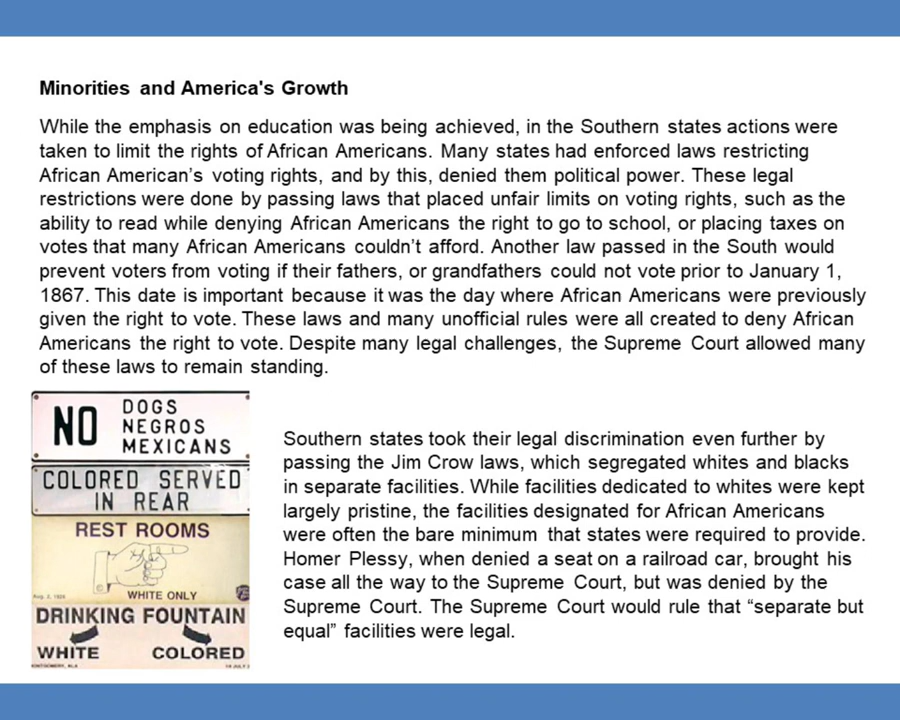 Minorities and America's Growth
While the emphasis on education was being achieved, in the Southern states actions were
taken to limit the rights of African Americans. Many states had enforced laws restricting
African American’s voting rights, and by this, denied them political power. These legal
restrictions were done by passing laws that placed unfair limits on voting rights, such as the
ability to read while denying African Americans the right to go to school, or placing taxes on
votes that many African Americans couldn’t afford. Another law passed in the South would
prevent voters from voting if their fathers, or grandfathers could not vote prior to January 1,
1867. This date is important because it was the day where African Americans were previously
given the right to vote. These laws and many unofficial rules were all created to deny African
Americans the right to vote. Despite many legal challenges, the Supreme Court allowed many
of these laws to remain standing.
NO DOGS
NEGROS
MEXICANS
COLORED SERVED
IN REAR
REST ROOMS
WHITE ONLY
DRINKING FOUNTAIN
WHITE COLORED
MONTGOMERY, ALA
Southern states took their legal discrimination even further by
passing the Jim Crow laws, which segregated whites and blacks
in separate facilities. While facilities dedicated to whites were kept
largely pristine, the facilities designated for African Americans
were often the bare minimum that states were required to provide.
Homer Plessy, when denied a seat on a railroad car, brought his
case all the way to the Supreme Court, but was denied by the
Supreme Court. The Supreme Court would rule that “separate but
equal” facilities were legal.